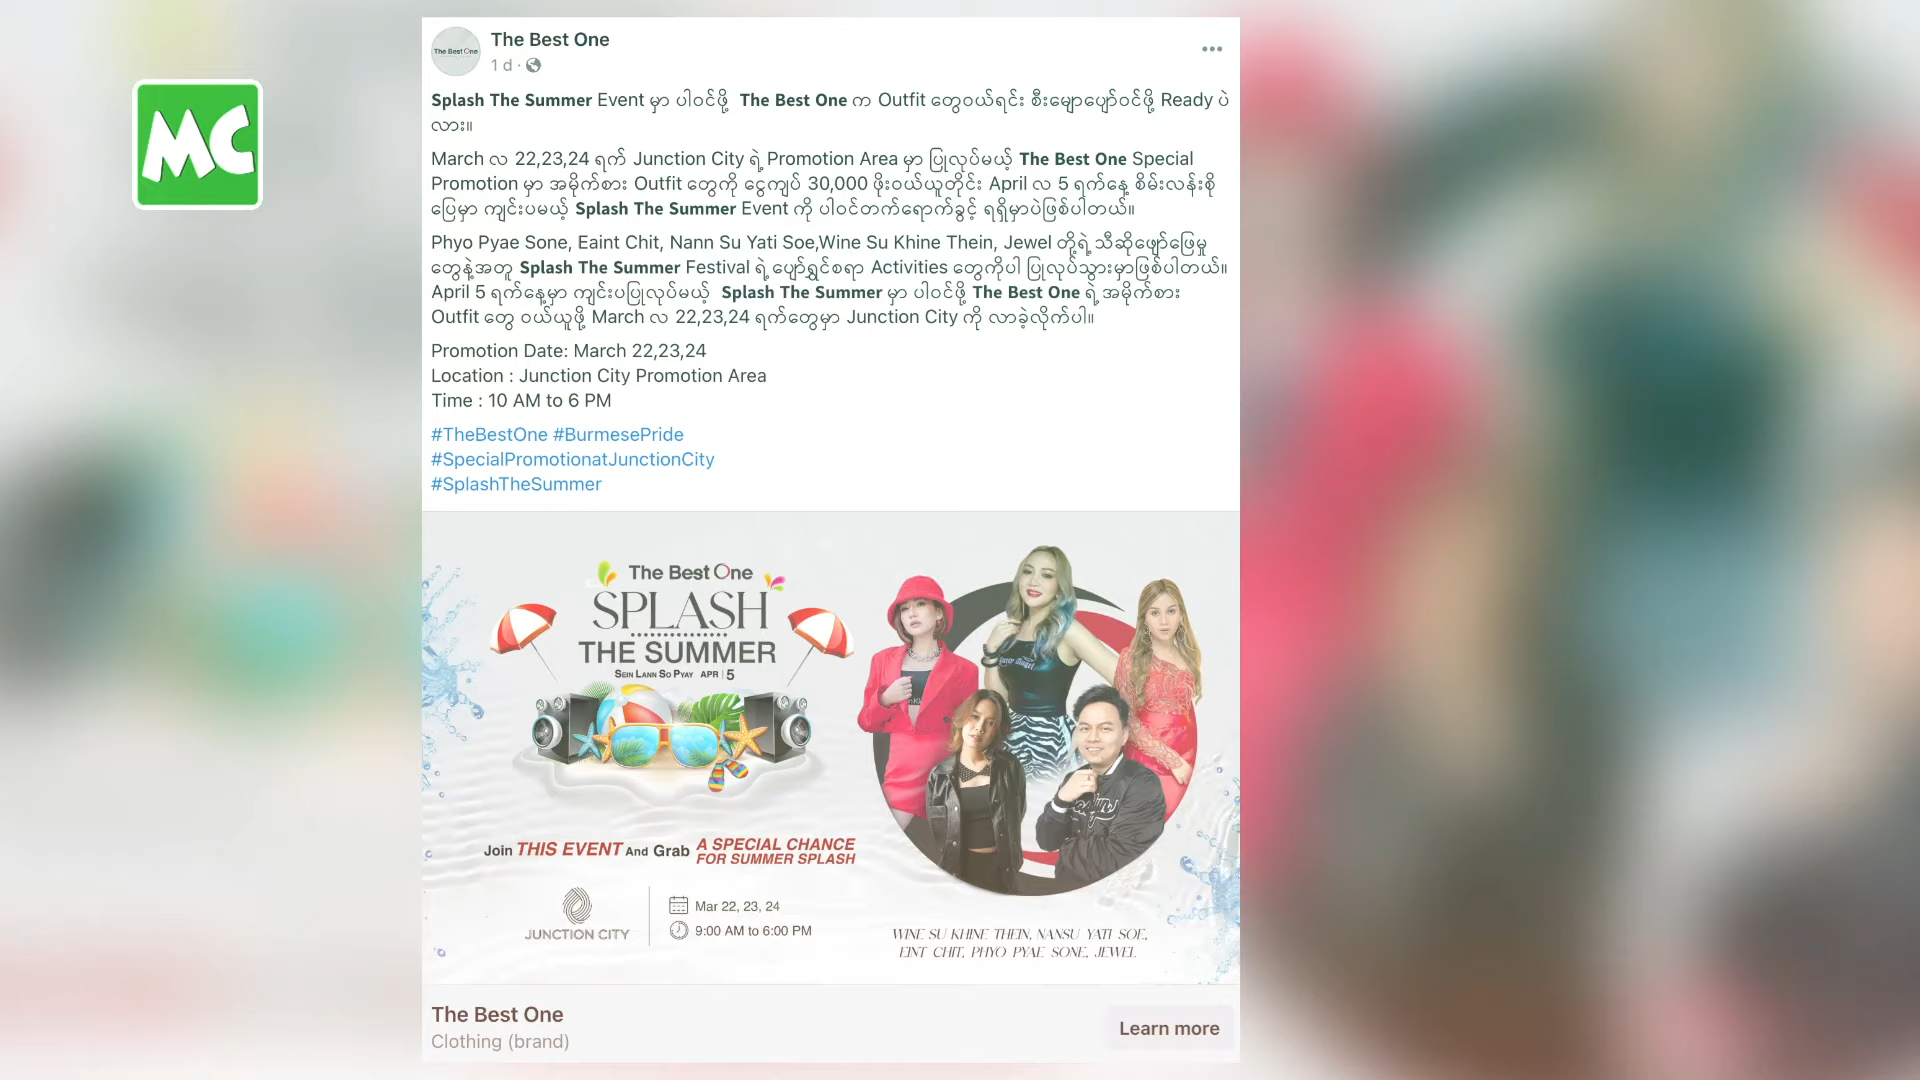 MC
The Best One
The Best One
1 d ·
Splash The Summer Event မှာ ပါဝင်ဖို့ The Best One က Outfit တွေဝယ်ရင်း စီးမျောပျော်ဝင်ဖို့ Ready ပဲ
လား။
March လ 22,23,24 ရက် Junction City ရဲ့ Promotion Area မှာ ပြုလုပ်မယ့် The Best One Special
Promotion မှာ အမိုက်စား Outfit တွေကို ငွေကျပ် 30,000 ဖိုးဝယ်ယူတိုင်း April လ 5 ရက်နေ့ စိမ်းလန်းစို
ပြေမှာ ကျင်းပမယ့် Splash The Summer Event ကို ပါဝင်တက်ရောက်ခွင့် ရရှိမှာပဲဖြစ်ပါတယ်။
Phyo Pyae Sone, Eaint Chit, Nann Su Yati Soe,Wine Su Khine Thein, Jewel တို့ရဲ့ သီဆိုဖျော်ဖြေမှု
တွေနဲ့အတူ Splash The Summer Festival ရဲ့ ပျော်ရွှင်စရာ Activities တွေကိုပါ ပြုလုပ်သွားမှာဖြစ်ပါတယ်။
April 5 ရက်နေ့မှာ ကျင်းပပြုလုပ်မယ့် Splash The Summer မှာ ပါဝင်ဖို့ The Best One ရဲ့ အမိုက်စား
Outfit တွေ ဝယ်ယူဖို့ March လ 22,23,24 ရက်တွေမှာ Junction City ကို လာခဲ့လိုက်ပါ။
Promotion Date: March 22,23,24
Location : Junction City Promotion Area
Time : 10 AM to 6 PM
#TheBestOne #BurmesePride
#SpecialPromotionatJunctionCity
#SplashTheSummer
The Best One
SPLASH
THE SUMMER
SEIN LANN SO PYAY APR | 5
Join THIS EVENT And Grab A SPECIAL CHANCE
FOR SUMMER SPLASH
JUNCTION CITY
Mar 22, 23, 24
9:00 AM to 6:00 PM
WINE SU KHINE THEIN, NANSU YATI SOE,
EINT CHIT, PHYO PYAE SONE, JEWEL
The Best One
Clothing (brand)
Learn more